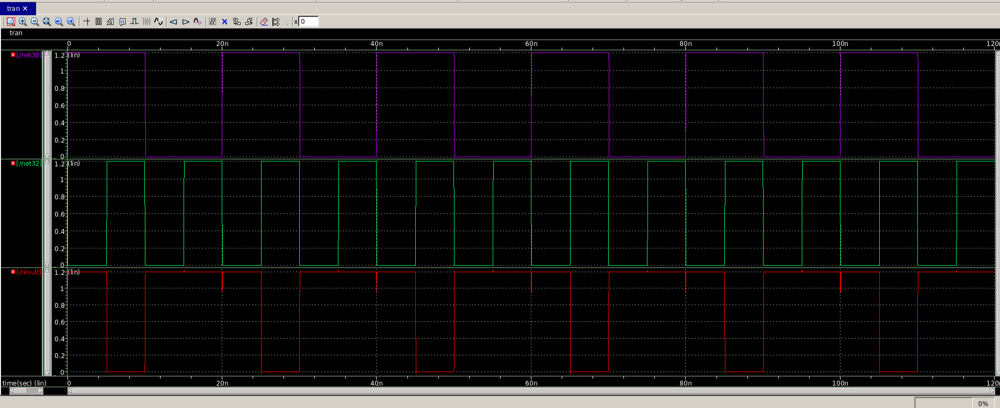 tran ×
x 0
tran
0 20n 40n 60n 80n 100n 120n
[/net30] 1.2 (lin)
1
0.8
0.6
0.4
0.2
0
[/net32] 1.2 (lin)
1
0.8
0.6
0.4
0.2
0
[/result] 1.2 (lin)
1
0.8
0.6
0.4
0.2
0
time(sec) (lin) 0 20n 40n 60n 80n 100n 120n
0%